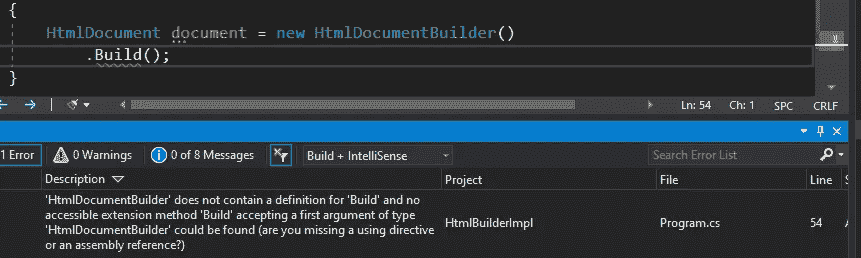 {
HtmlDocument document = new HtmlDocumentBuilder()
.Build();
}
Ln: 54 Ch: 1 SPC CRLF
1 Error 0 Warnings 0 of 8 Messages Build + IntelliSense Search Error List
Description Project File Line
'HtmlDocumentBuilder' does not contain a definition for 'Build' and no
accessible extension method 'Build' accepting a first argument of type
'HtmlDocumentBuilder' could be found (are you missing a using directive
or an assembly reference?)
HtmlBuilderImpl Program.cs 54